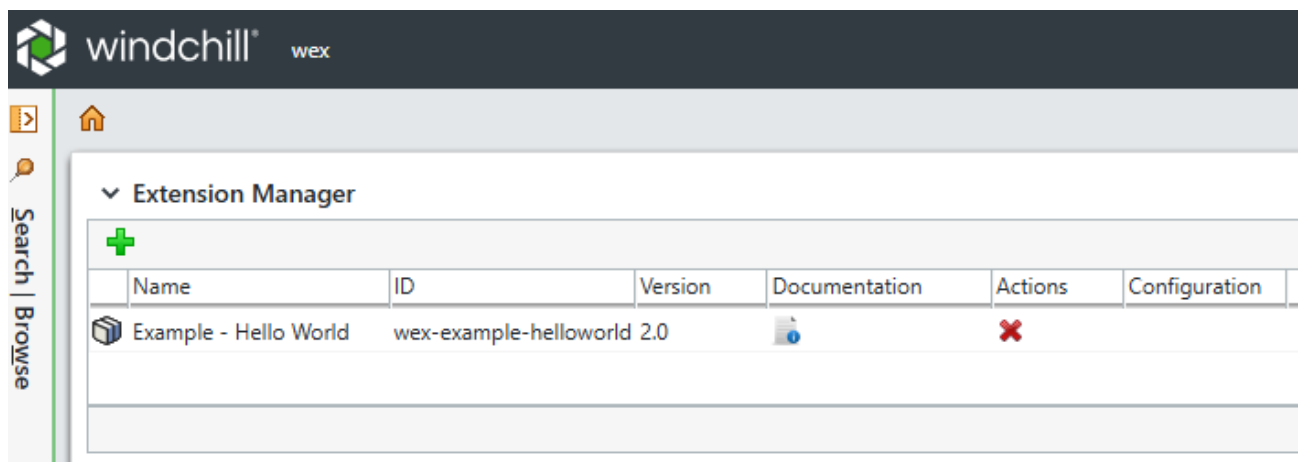 windchill® wex
Extension Manager
Name ID Version Documentation Actions Configuration
Example - Hello World wex-example-helloworld 2.0
Search | Browse